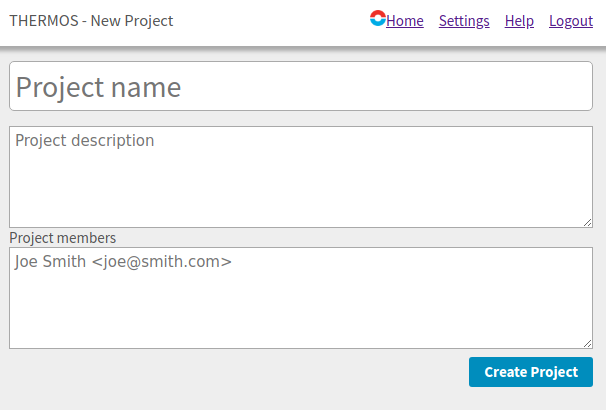 THERMOS - New Project
Home Settings Help Logout
Project name
Project description
Project members
Joe Smith <joe@smith.com>
Create Project